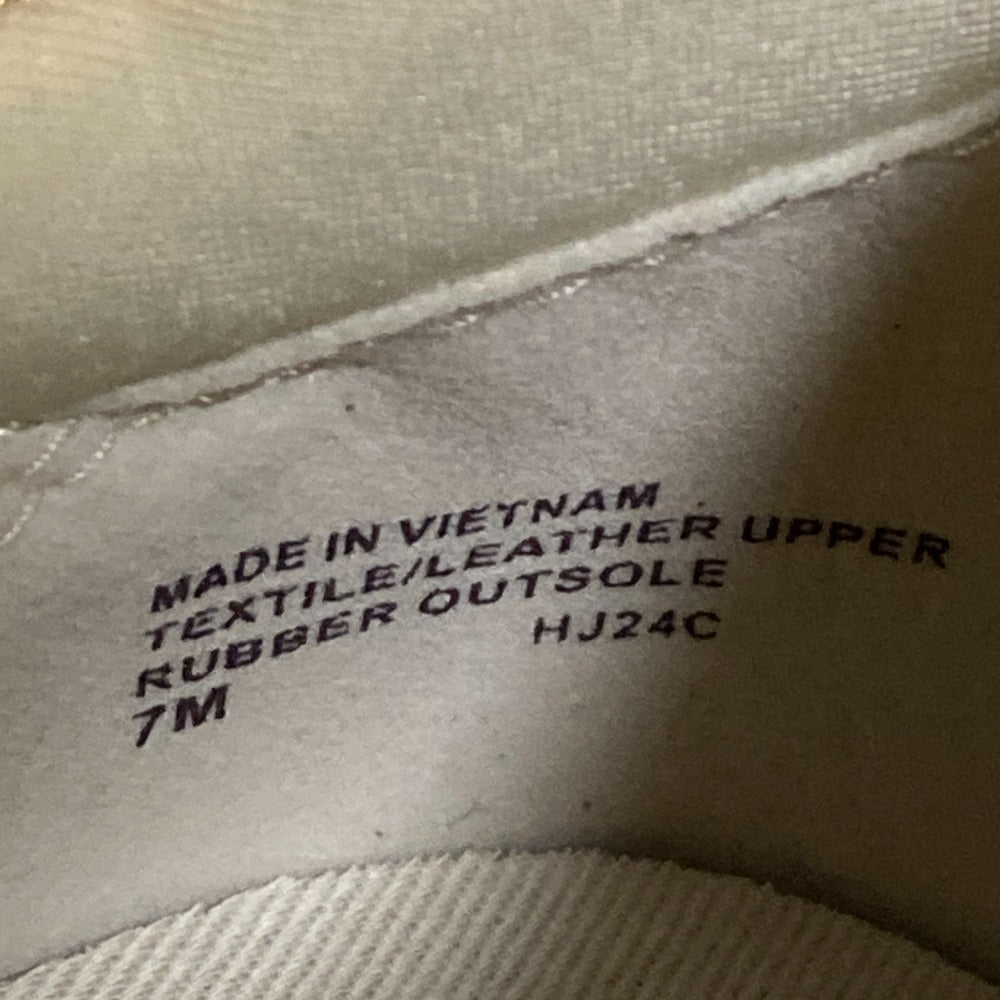 MADE IN VIETNAM
TEXTILE/LEATHER UPPER
RUBBER OUTSOLE
HJ24C
7M